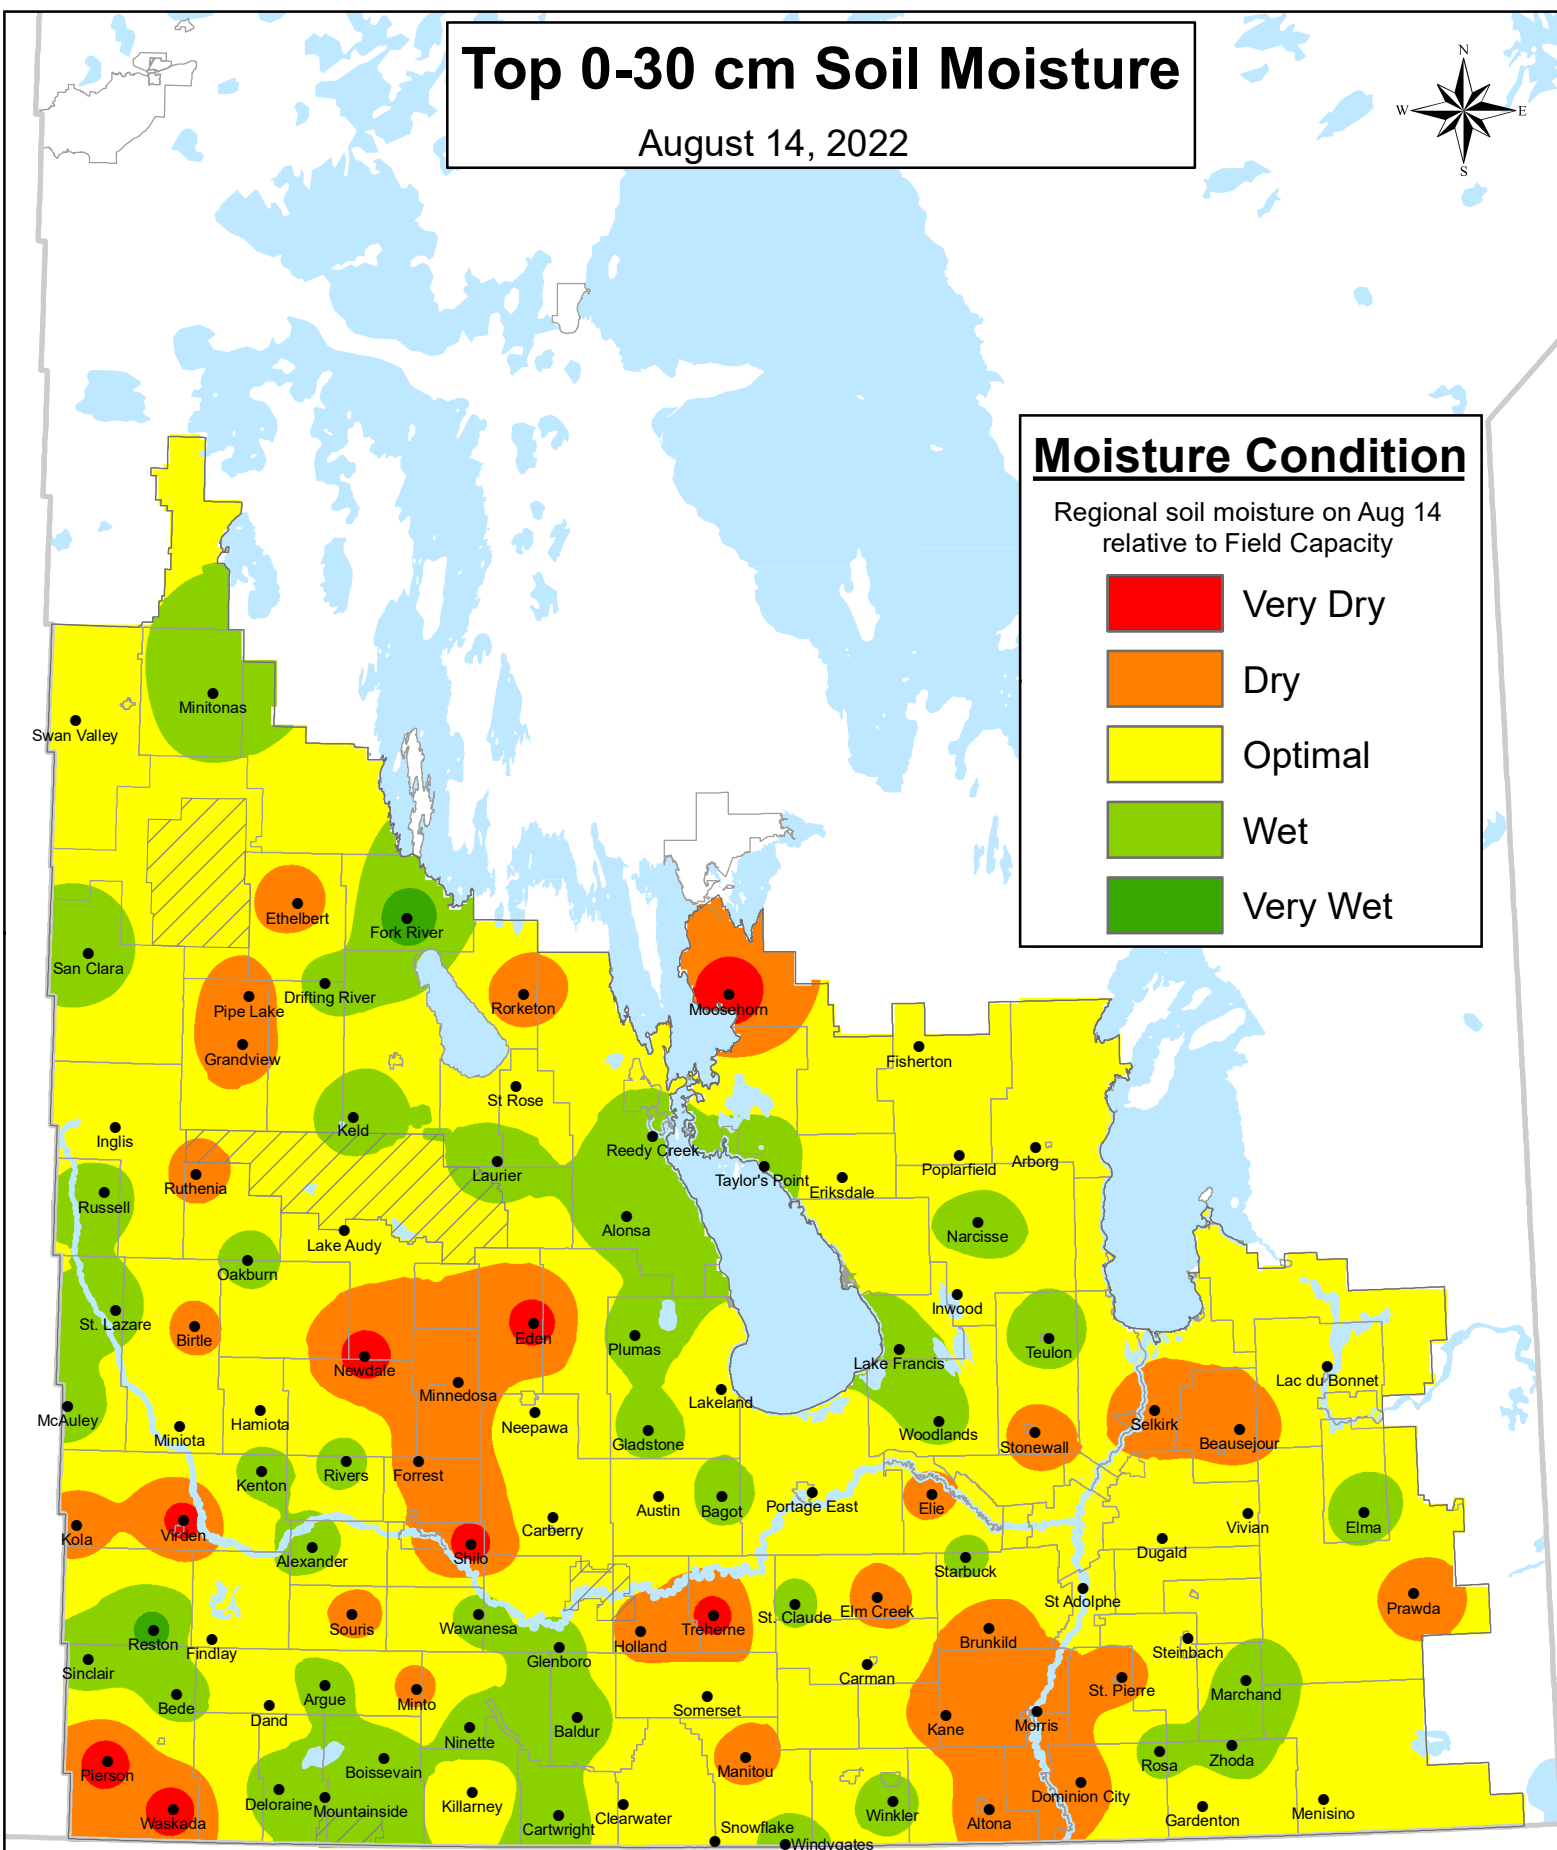 Top 0-30 cm Soil Moisture
August 14, 2022
N
W
E
S
Moisture Condition
Regional soil moisture on Aug 14
relative to Field Capacity
Very Dry
Dry
Optimal
Wet
Very Wet
Minitonas
Swan Valley
Ethelbert
Fork River
San Clara
Drifting River
Pipe Lake
Rorketon
Moosehorn
Grandview
Fisherton
St Rose
Inglis
Keld
Reedy Creek
Arborg
Poplarfield
Laurier
Taylor's Point
Eriksdale
Ruthenia
Russell
Alonsa
Narcisse
Lake Audy
Oakburn
Inwood
St. Lazare
Birtle
Eden
Plumas
Teulon
Lake Francis
Newdale
Lac du Bonnet
Minnedosa
Lakeland
McAuley
Hamiota
Neepawa
Miniota
Gladstone
Woodlands
Stonewall
Selkirk
Beausejour
Kenton
Rivers
Forrest
Austin
Bagot
Portage East
Elie
Kola
Virden
Carberry
Vivian
Elma
Alexander
Shilo
Dugald
Starbuck
St Adolphe
Prawda
Reston
Findlay
Souris
Wawanesa
Holland
Treherne
St. Claude
Elm Creek
Brunkild
Steinbach
Sinclair
Glenboro
Carman
St. Pierre
Marchand
Bede
Dand
Argue
Minto
Somerset
Kane
Morris
Ninette
Baldur
Rosa
Zhoda
Pierson
Boissevain
Manitou
Waskada
Deloraine
Mountainside
Killarney
Cartwright
Clearwater
Snowflake
Windygates
Winkler
Altona
Dominion City
Gardenton
Menisino